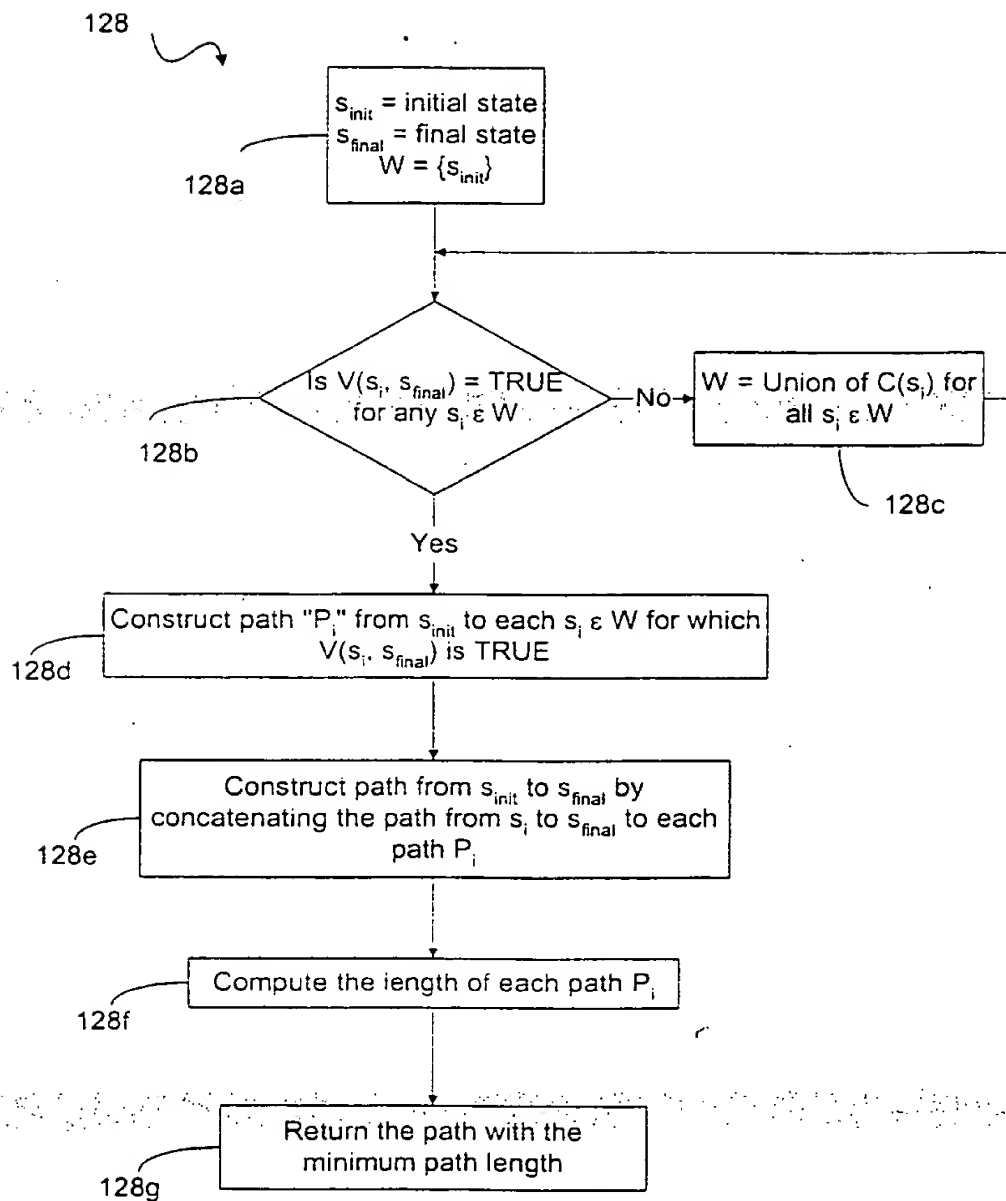 128
s_init = initial state
s_final = final state
W = {s_init}
128a
Is V(s_i, s_final) = TRUE
for any s_i ε W
128b
No
W = Union of C(s_i) for
all s_i ε W
128c
Yes
Construct path "P_i" from s_init to each s_i ε W for which
V(s_i, s_final) is TRUE
128d
Construct path from s_init to s_final by
concatenating the path from s_i to s_final to each
path P_i
128e
Compute the length of each path P_i
128f
Return the path with the
minimum path length
128g